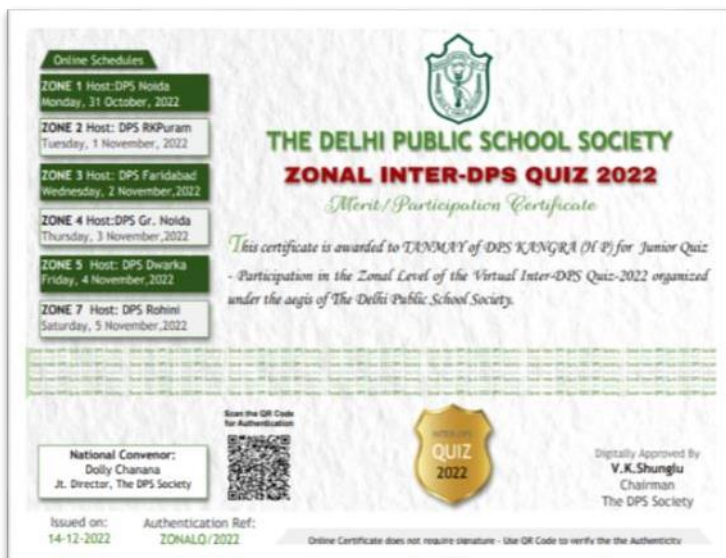 Online Schedules
ZONE 1 Host:DPS Noida
Monday, 31 October, 2022
ZONE 2 Host: DPS RKPuram
Tuesday, 1 November, 2022
ZONE 3 Host: DPS Faridabad
Wednesday, 2 November,2022
ZONE 4 Host:DPS Gr. Noida
Thursday, 3 November,2022
ZONE 5 Host: DPS Dwarka
Friday, 4 November,2022
ZONE 7 Host: DPS Rohini
Saturday, 5 November,2022
THE DELHI PUBLIC SCHOOL SOCIETY
ZONAL INTER-DPS QUIZ 2022
Merit/Participation Certificate
This certificate is awarded to TANMAY of DPS KANGRA (H P) for Junior Quiz
- Participation in the Zonal Level of the Virtual Inter-DPS Quiz-2022 organized
under the aegis of The Delhi Public School Society.
National Convenor:
Dolly Chanana
Jt. Director, The DPS Society
Scan the QR Code
for Authentication
INTER-DPS
QUIZ
2022
Digitally Approved By
V.K.Shunglu
Chairman
The DPS Society
Issued on:
14-12-2022
Authentication Ref:
ZONALQ/2022
Online Certificate does not require signature - Use QR Code to verify the the Authenticity